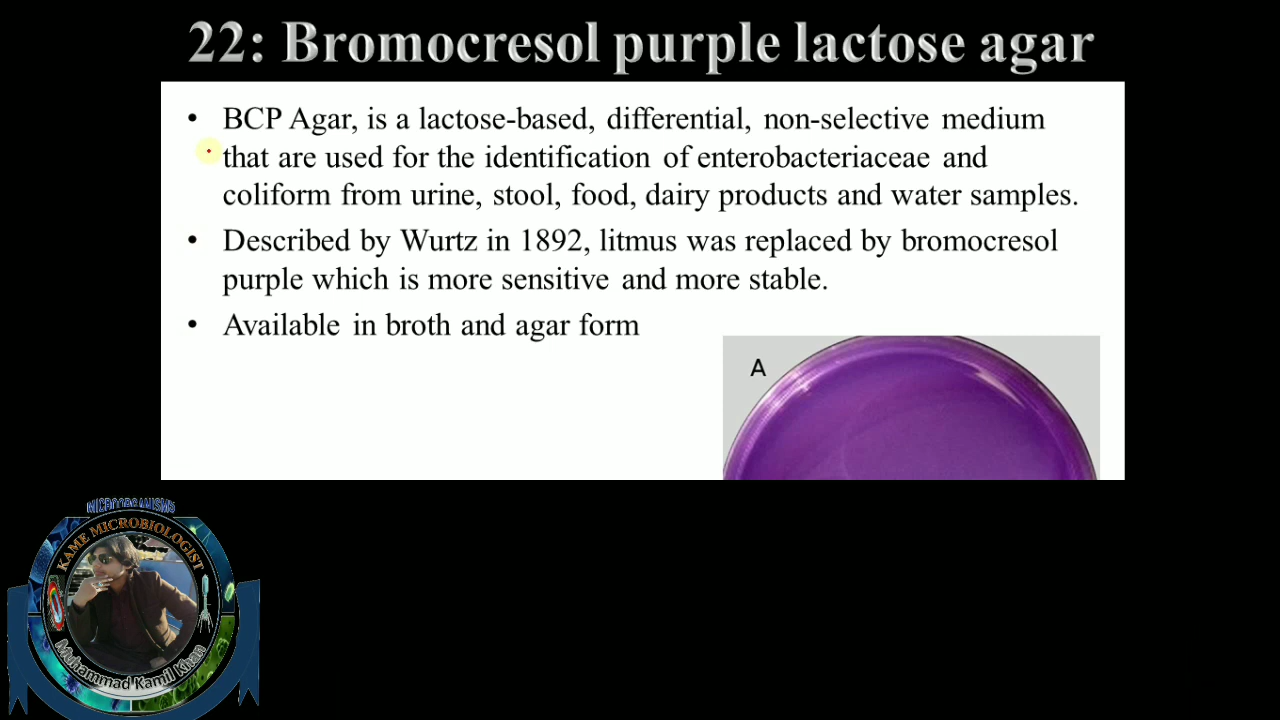 22: Bromocresol purple lactose agar
• BCP Agar, is a lactose-based, differential, non-selective medium
that are used for the identification of enterobacteriaceae and
coliform from urine, stool, food, dairy products and water samples.
• Described by Wurtz in 1892, litmus was replaced by bromocresol
purple which is more sensitive and more stable.
• Available in broth and agar form
A
MICROORGANISMS
KAME MICROBIOLOGIST
Muhammad Kamil Khan